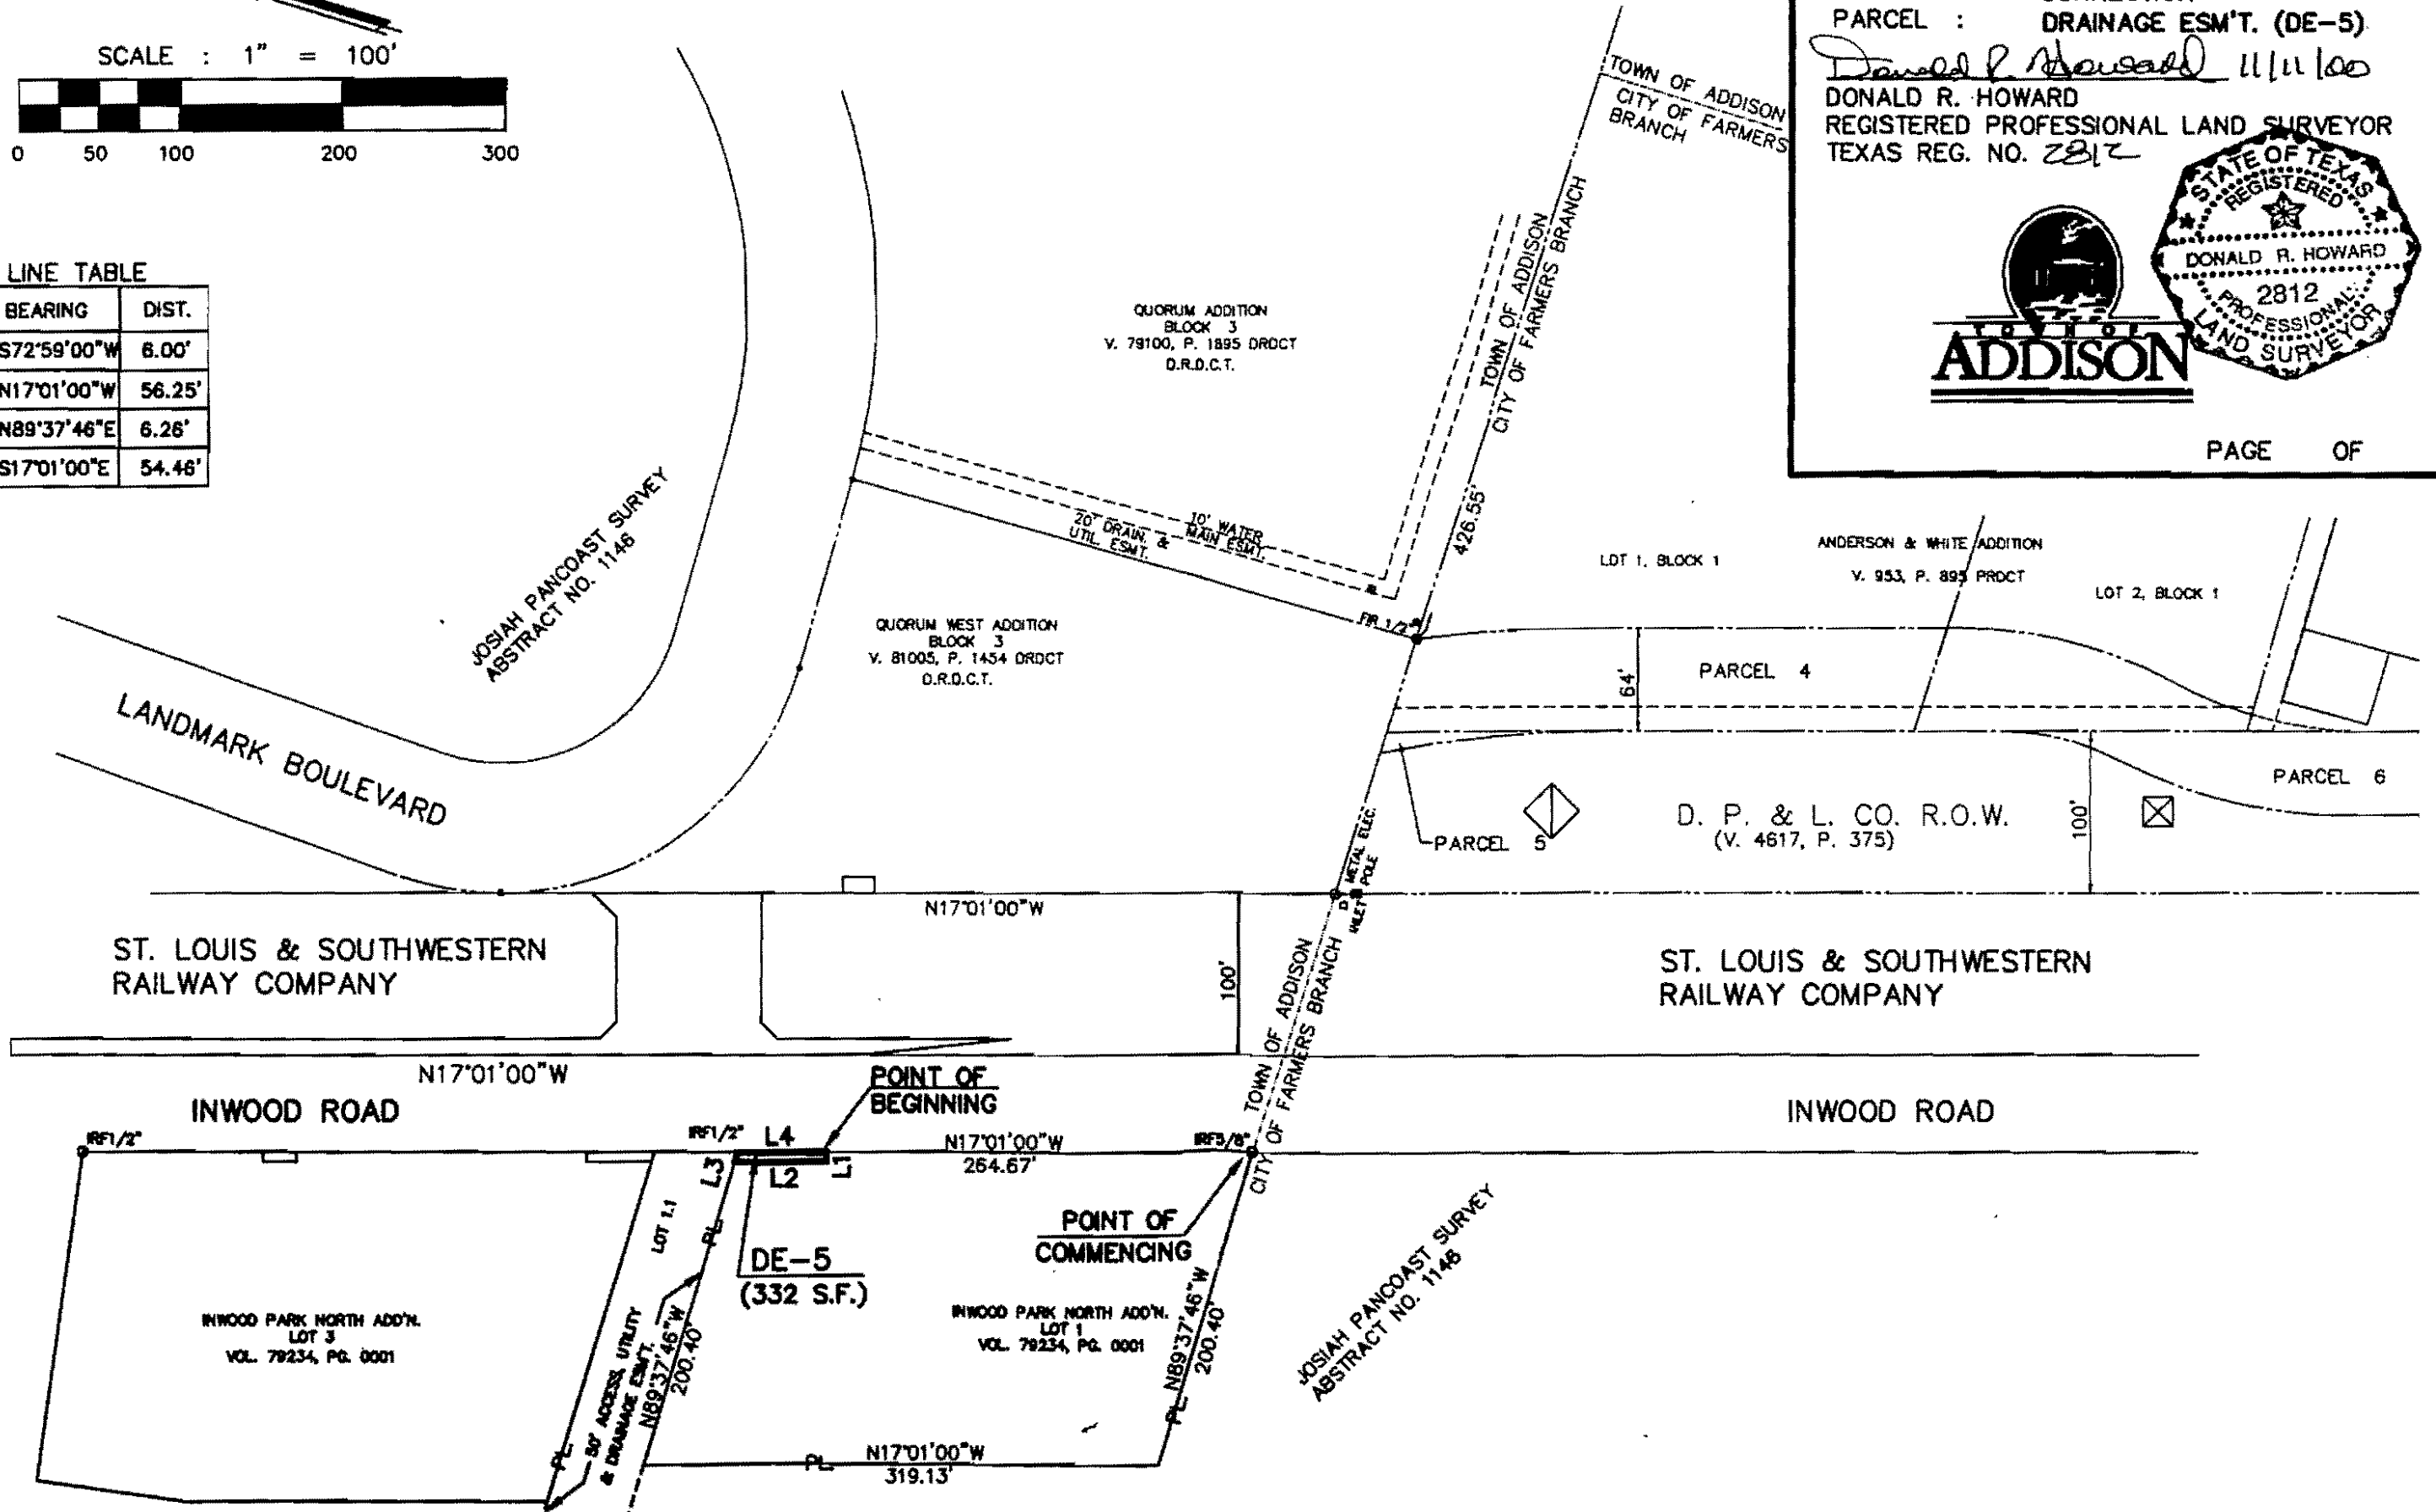 SCALE : 1" = 100'
0 50 100 200 300
LINE TABLE
BEARING DIST.
S72°59'00"W 6.00'
N17°01'00"W 56.25'
N89°37'46"E 6.26'
S17°01'00"E 54.46'
PARCEL : DRAINAGE ESM'T. (DE-5)
Donald R. Howard 11/11/00
DONALD R. HOWARD
REGISTERED PROFESSIONAL LAND SURVEYOR
TEXAS REG. NO. 2812
STATE OF TEXAS
REGISTERED
DONALD R. HOWARD
2812
PROFESSIONAL
LAND SURVEYOR
TOWN OF
ADDISON
PAGE OF
TOWN OF ADDISON
CITY OF FARMERS
BRANCH
TOWN OF ADDISON
CITY OF FARMERS BRANCH
426.55'
QUORUM ADDITION
BLOCK 3
V. 79100, P. 1895 DRDCT
D.R.D.C.T.
JOSIAH PANCOAST SURVEY
ABSTRACT NO. 1146
20' DRAIN. &
UTIL. ESMT.
10' WATER
MAIN ESMT.
FIR 1/2"
QUORUM WEST ADDITION
BLOCK 3
V. 81005, P. 1454 DRDCT
D.R.D.C.T.
LOT 1, BLOCK 1
ANDERSON & WHITE ADDITION
V. 953, P. 895 PRDCT
LOT 2, BLOCK 1
PARCEL 4
64'
PARCEL 6
LANDMARK BOULEVARD
PARCEL 5
D. P. & L. CO. R.O.W.
(V. 4617, P. 375)
100'
METAL ELEC.
POLE
INLET
N17°01'00"W
ST. LOUIS & SOUTHWESTERN
RAILWAY COMPANY
100'
TOWN OF ADDISON
CITY OF FARMERS BRANCH
ST. LOUIS & SOUTHWESTERN
RAILWAY COMPANY
N17°01'00"W
INWOOD ROAD
POINT OF
BEGINNING
INWOOD ROAD
IRF1/2"
IRF1/2"
L4
L3
L2
L1
N17°01'00"W
264.67'
IRF5/8"
LOT 1.1
PL
DE-5
(332 S.F.)
POINT OF
COMMENCING
JOSIAH PANCOAST SURVEY
ABSTRACT NO. 1146
INWOOD PARK NORTH ADD'N.
LOT 3
VOL. 79234, PG. 0001
50' ACCESS, UTILITY
& DRAINAGE ESM'T.
N89°37'46"W
200.40'
INWOOD PARK NORTH ADD'N.
LOT 1
VOL. 79234, PG. 0001
N89°37'46"W
200.40'
PL
PL
PL
N17°01'00"W
319.13'